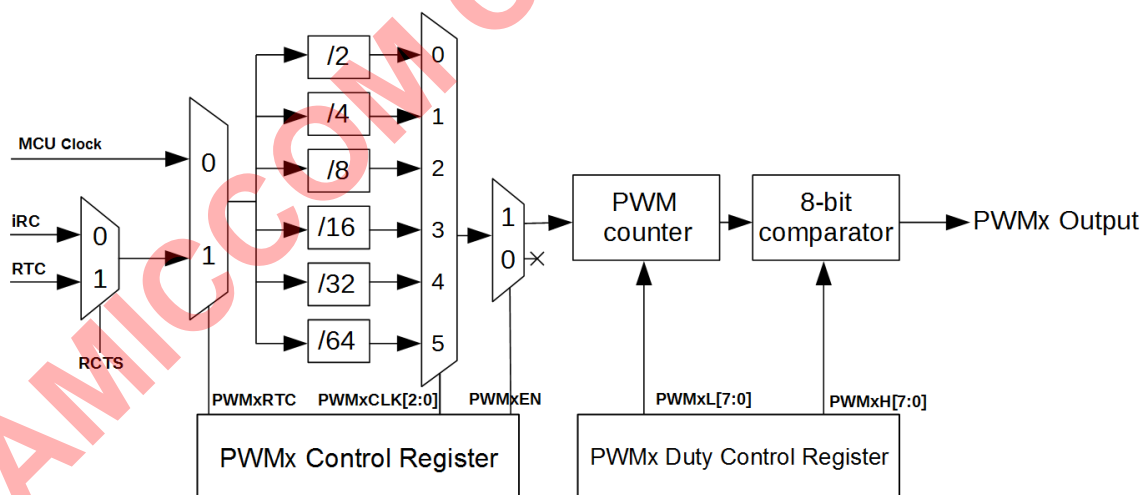 AMICCOM
/2
0
/4
1
MCU Clock
0
/8
2
PWM
counter
8-bit
comparator
PWMx Output
iRC
0
1
/16
3
1
0
RTC
1
/32
4
/64
5
RCTS
PWMxRTC
PWMxCLK[2:0]
PWMxEN
PWMxL[7:0]
PWMxH[7:0]
PWMx Control Register
PWMx Duty Control Register